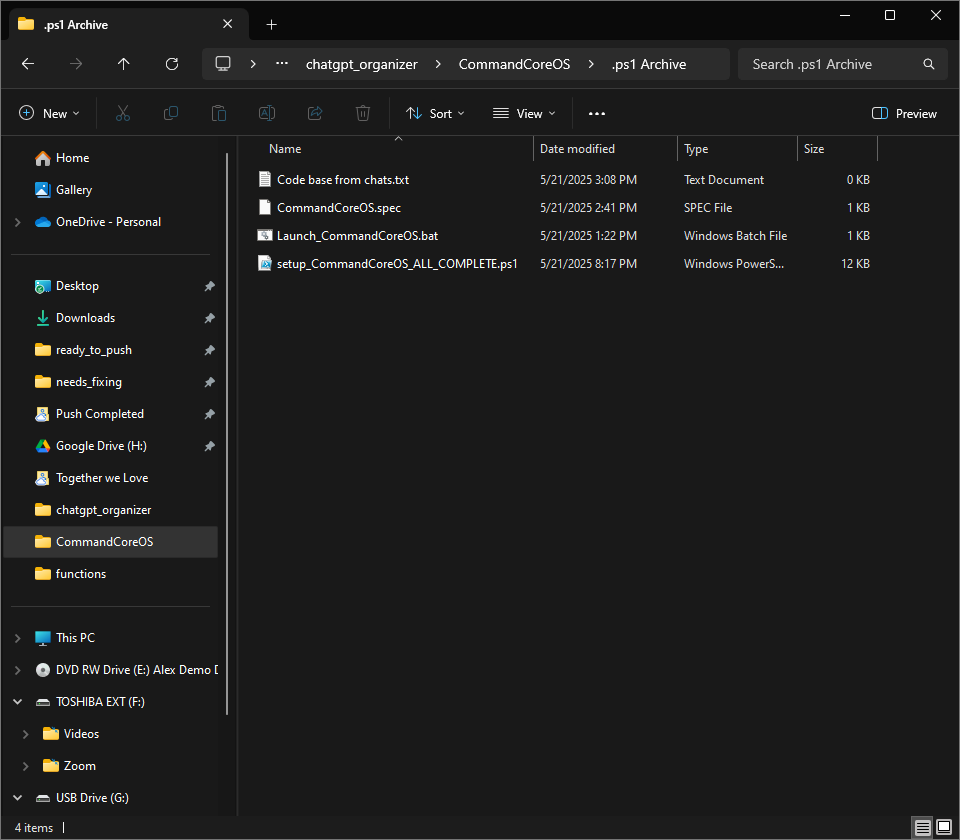 .ps1 Archive
chatgpt_organizer
CommandCoreOS
.ps1 Archive
Search .ps1 Archive
New
Sort
View
Preview
Home
Gallery
OneDrive - Personal
Desktop
Downloads
ready_to_push
needs_fixing
Push Completed
Google Drive (H:)
Together we Love
chatgpt_organizer
CommandCoreOS
functions
This PC
DVD RW Drive (E:) Alex Demo D
TOSHIBA EXT (F:)
Videos
Zoom
USB Drive (G:)
Name Date modified Type Size
Code base from chats.txt 5/21/2025 3:08 PM Text Document 0 KB
CommandCoreOS.spec 5/21/2025 2:41 PM SPEC File 1 KB
Launch_CommandCoreOS.bat 5/21/2025 1:22 PM Windows Batch File 1 KB
setup_CommandCoreOS_ALL_COMPLETE.ps1 5/21/2025 8:17 PM Windows PowerS... 12 KB
4 items